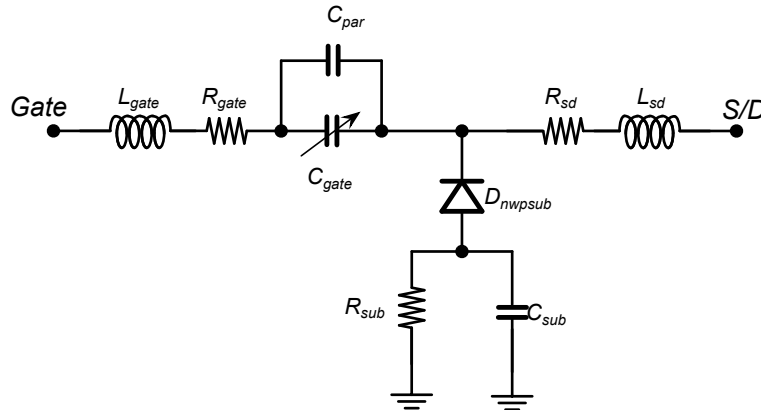 C_par
Gate
L_gate
R_gate
R_sd
L_sd
S/D
C_gate
D_nwpsub
R_sub
C_sub